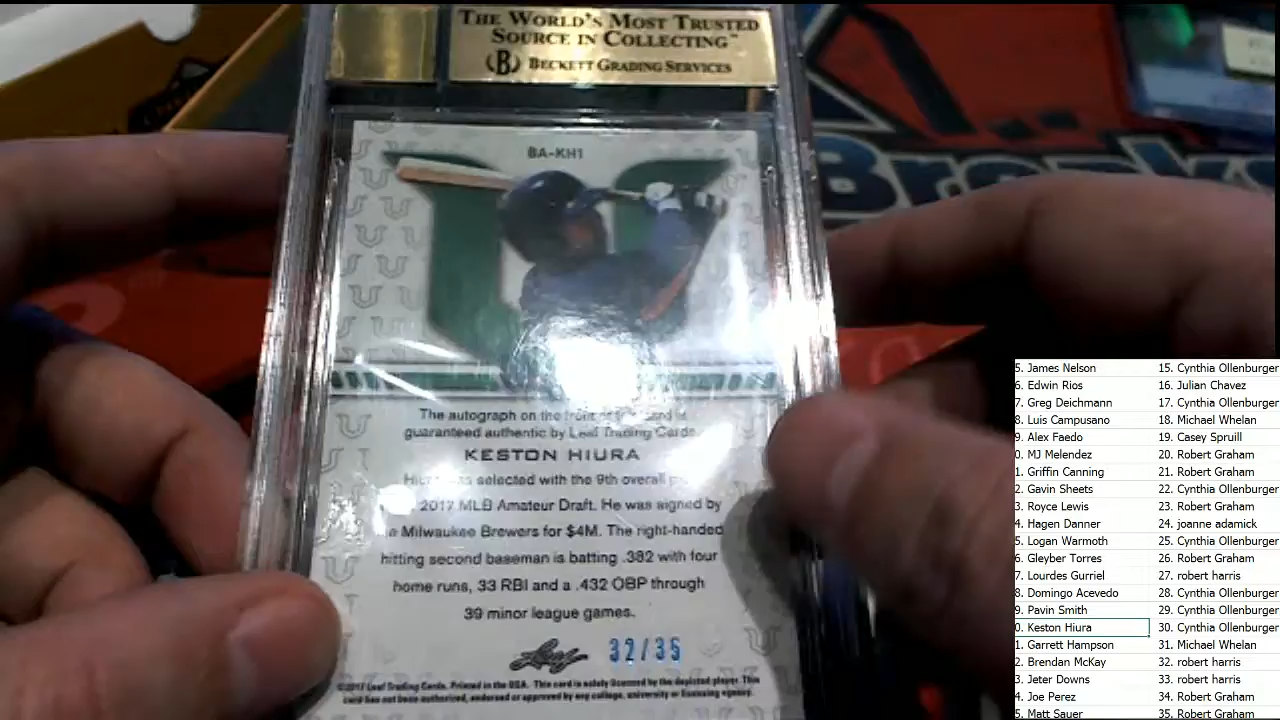 THE WORLD'S MOST TRUSTED
SOURCE IN COLLECTING™
B BECKETT GRADING SERVICES
BA-KH1
The autograph on the front of this card is
guaranteed authentic by Leaf Trading Cards.
KESTON HIURA
was selected with the 9th overall
2017 MLB Amateur Draft. He was signed by
Milwaukee Brewers for $4M. The right-handed
hitting second baseman is batting .382 with four
home runs, 33 RBI and a .432 OBP through
39 minor league games.
Leaf 32/35
©2017 Leaf Trading Cards. Printed in the USA. This card is solely licensed by the depicted player. This
card has not been authorized, endorsed or approved by any college, university or licensing agency.
Breaks
5. James Nelson 15. Cynthia Ollenburger
6. Edwin Rios 16. Julian Chavez
7. Greg Deichmann 17. Cynthia Ollenburger
8. Luis Campusano 18. Michael Whelan
9. Alex Faedo 19. Casey Spruill
0. MJ Melendez 20. Robert Graham
1. Griffin Canning 21. Robert Graham
2. Gavin Sheets 22. Cynthia Ollenburger
3. Royce Lewis 23. Robert Graham
4. Hagen Danner 24. joanne adamick
5. Logan Warmoth 25. Cynthia Ollenburger
6. Gleyber Torres 26. Robert Graham
7. Lourdes Gurriel 27. robert harris
8. Domingo Acevedo 28. Cynthia Ollenburger
9. Pavin Smith 29. Cynthia Ollenburger
0. Keston Hiura 30. Cynthia Ollenburger
1. Garrett Hampson 31. Michael Whelan
2. Brendan McKay 32. robert harris
3. Jeter Downs 33. robert harris
4. Joe Perez 34. Robert Graham
5. Matt Sauer 35. Robert Graham